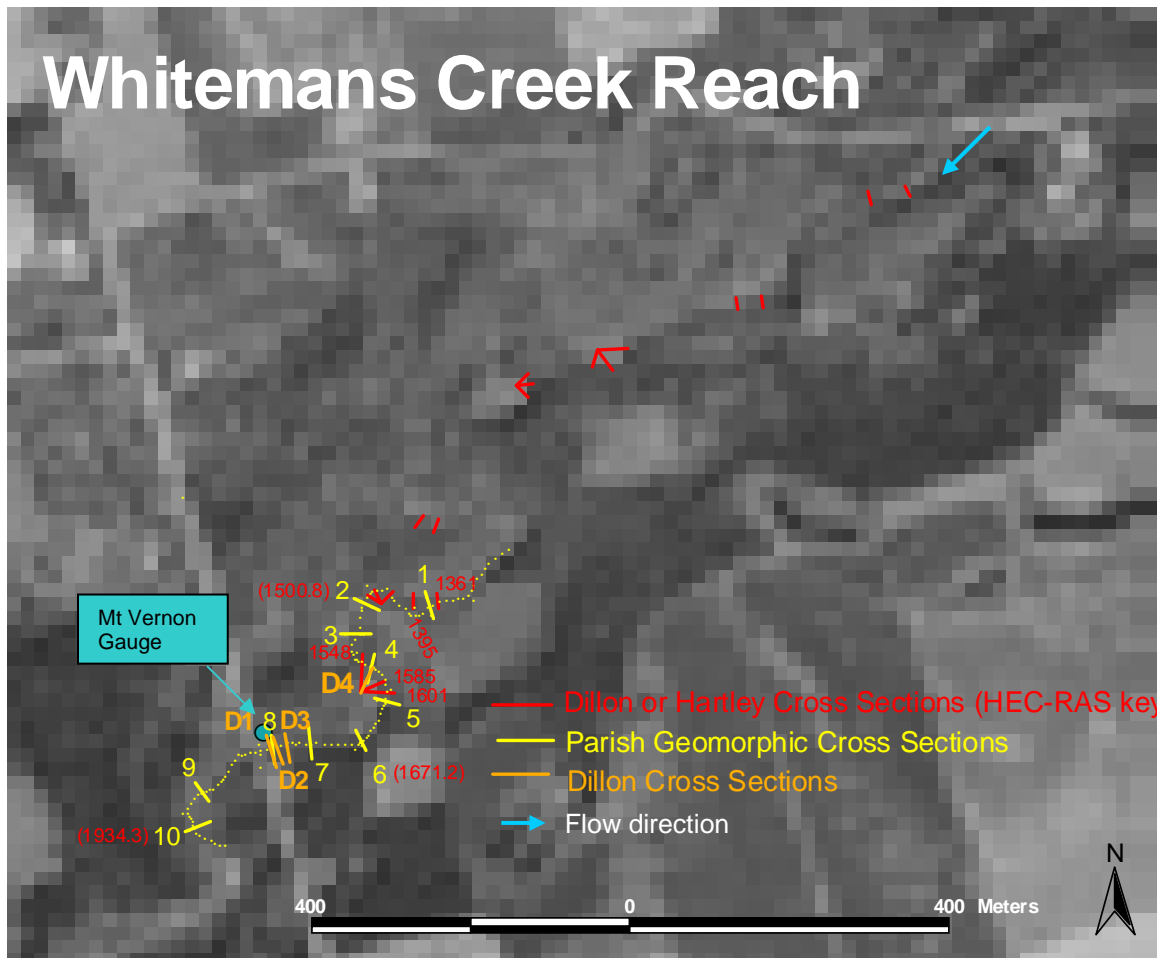 Whitemans Creek Reach
1
1361
(1500.8) 2
1395
3
4
1548
1585
D4
1601
Mt Vernon
Gauge
5
D1 8 D3
D2
7
6 (1671.2)
9
(1934.3) 10
Dillon or Hartley Cross Sections (HEC-RAS key
Parish Geomorphic Cross Sections
Dillon Cross Sections
Flow direction
N
400 0 400 Meters